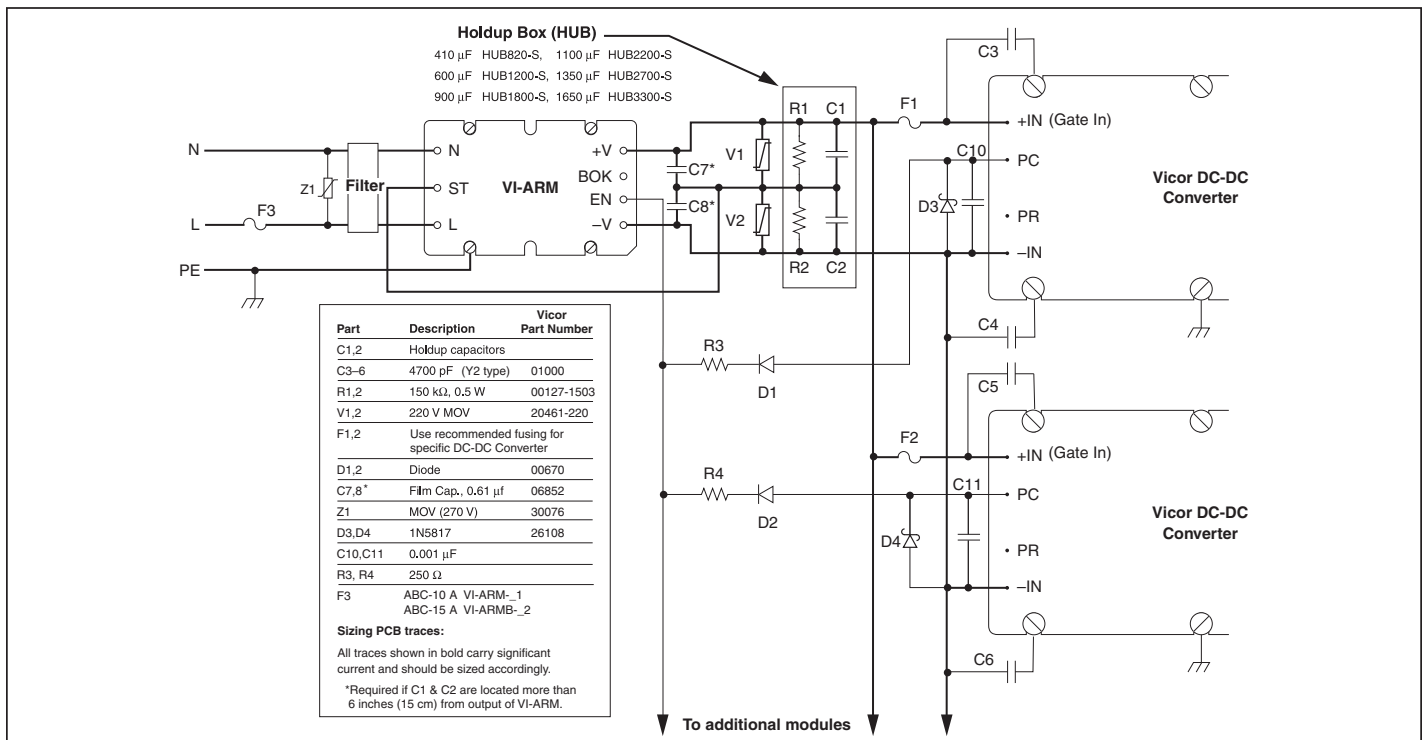 Holdup Box (HUB)
410 μF HUB820-S, 1100 μF HUB2200-S
600 μF HUB1200-S, 1350 μF HUB2700-S
900 μF HUB1800-S, 1650 μF HUB3300-S
N
Z1
Filter
L
F3
PE
N
ST
L
VI-ARM
+V
BOK
EN
–V
C7*
C8*
V1
V2
R1
C1
R2
C2
F1
C3
+IN (Gate In)
C10
PC
D3
PR
–IN
Vicor DC-DC
Converter
C4
R3
D1
C5
F2
+IN (Gate In)
R4
D2
C11
PC
D4
PR
–IN
Vicor DC-DC
Converter
C6
To additional modules
Part Description Vicor Part Number
C1,2 Holdup capacitors
C3–6 4700 pF (Y2 type) 01000
R1,2 150 kΩ, 0.5 W 00127-1503
V1,2 220 V MOV 20461-220
F1,2 Use recommended fusing for
specific DC-DC Converter
D1,2 Diode 00670
C7,8* Film Cap., 0.61 μf 06852
Z1 MOV (270 V) 30076
D3,D4 1N5817 26108
C10,C11 0.001 μF
R3, R4 250 Ω
F3 ABC-10 A VI-ARM-_1
ABC-15 A VI-ARMB-_2
Sizing PCB traces:
All traces shown in bold carry significant
current and should be sized accordingly.
*Required if C1 & C2 are located more than
6 inches (15 cm) from output of VI-ARM.